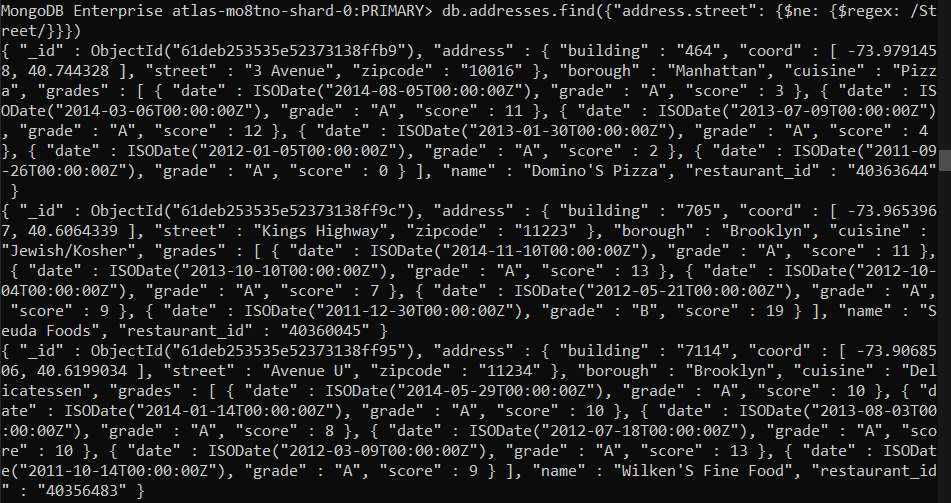 MongoDB Enterprise atlas-mo8tno-shard-0:PRIMARY> db.addresses.find({"address.street": {$ne: {$regex: /St
reet/}}})
{ "_id" : ObjectId("61deb253535e52373138ffb9"), "address" : { "building" : "464", "coord" : [ -73.979145
8, 40.744328 ], "street" : "3 Avenue", "zipcode" : "10016" }, "borough" : "Manhattan", "cuisine" : "Pizz
a", "grades" : [ { "date" : ISODate("2014-08-05T00:00:00Z"), "grade" : "A", "score" : 3 }, { "date" : IS
ODate("2014-03-06T00:00:00Z"), "grade" : "A", "score" : 11 }, { "date" : ISODate("2013-07-09T00:00:00Z")
, "grade" : "A", "score" : 12 }, { "date" : ISODate("2013-01-30T00:00:00Z"), "grade" : "A", "score" : 4
}, { "date" : ISODate("2012-01-05T00:00:00Z"), "grade" : "A", "score" : 2 }, { "date" : ISODate("2011-09
-26T00:00:00Z"), "grade" : "A", "score" : 0 } ], "name" : "Domino'S Pizza", "restaurant_id" : "40363644"
}
{ "_id" : ObjectId("61deb253535e52373138ff9c"), "address" : { "building" : "705", "coord" : [ -73.965396
7, 40.6064339 ], "street" : "Kings Highway", "zipcode" : "11223" }, "borough" : "Brooklyn", "cuisine" :
"Jewish/Kosher", "grades" : [ { "date" : ISODate("2014-11-10T00:00:00Z"), "grade" : "A", "score" : 11 },
{ "date" : ISODate("2013-10-10T00:00:00Z"), "grade" : "A", "score" : 13 }, { "date" : ISODate("2012-10-
04T00:00:00Z"), "grade" : "A", "score" : 7 }, { "date" : ISODate("2012-05-21T00:00:00Z"), "grade" : "A",
"score" : 9 }, { "date" : ISODate("2011-12-30T00:00:00Z"), "grade" : "B", "score" : 19 } ], "name" : "S
euda Foods", "restaurant_id" : "40360045" }
{ "_id" : ObjectId("61deb253535e52373138ff95"), "address" : { "building" : "7114", "coord" : [ -73.90685
06, 40.6199034 ], "street" : "Avenue U", "zipcode" : "11234" }, "borough" : "Brooklyn", "cuisine" : "Del
icatessen", "grades" : [ { "date" : ISODate("2014-05-29T00:00:00Z"), "grade" : "A", "score" : 10 }, { "d
ate" : ISODate("2014-01-14T00:00:00Z"), "grade" : "A", "score" : 10 }, { "date" : ISODate("2013-08-03T00
:00:00Z"), "grade" : "A", "score" : 8 }, { "date" : ISODate("2012-07-18T00:00:00Z"), "grade" : "A", "sco
re" : 10 }, { "date" : ISODate("2012-03-09T00:00:00Z"), "grade" : "A", "score" : 13 }, { "date" : ISODat
e("2011-10-14T00:00:00Z"), "grade" : "A", "score" : 9 } ], "name" : "Wilken'S Fine Food", "restaurant_id
" : "40356483" }